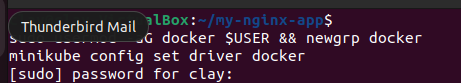 Thunderbird Mail
alBox:~/my-nginx-app$
docker $USER && newgrp docker
minikube config set driver docker
[sudo] password for clay: